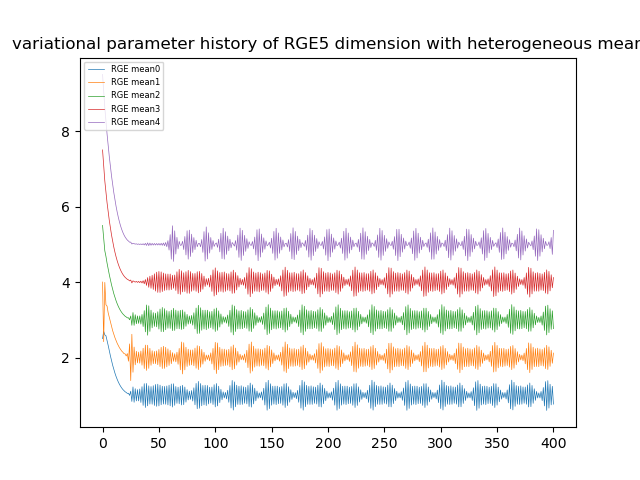 variational parameter history of RGE5 dimension with heterogeneous mean
RGE mean0
RGE mean1
RGE mean2
RGE mean3
RGE mean4
8
6
4
2
0 50 100 150 200 250 300 350 400